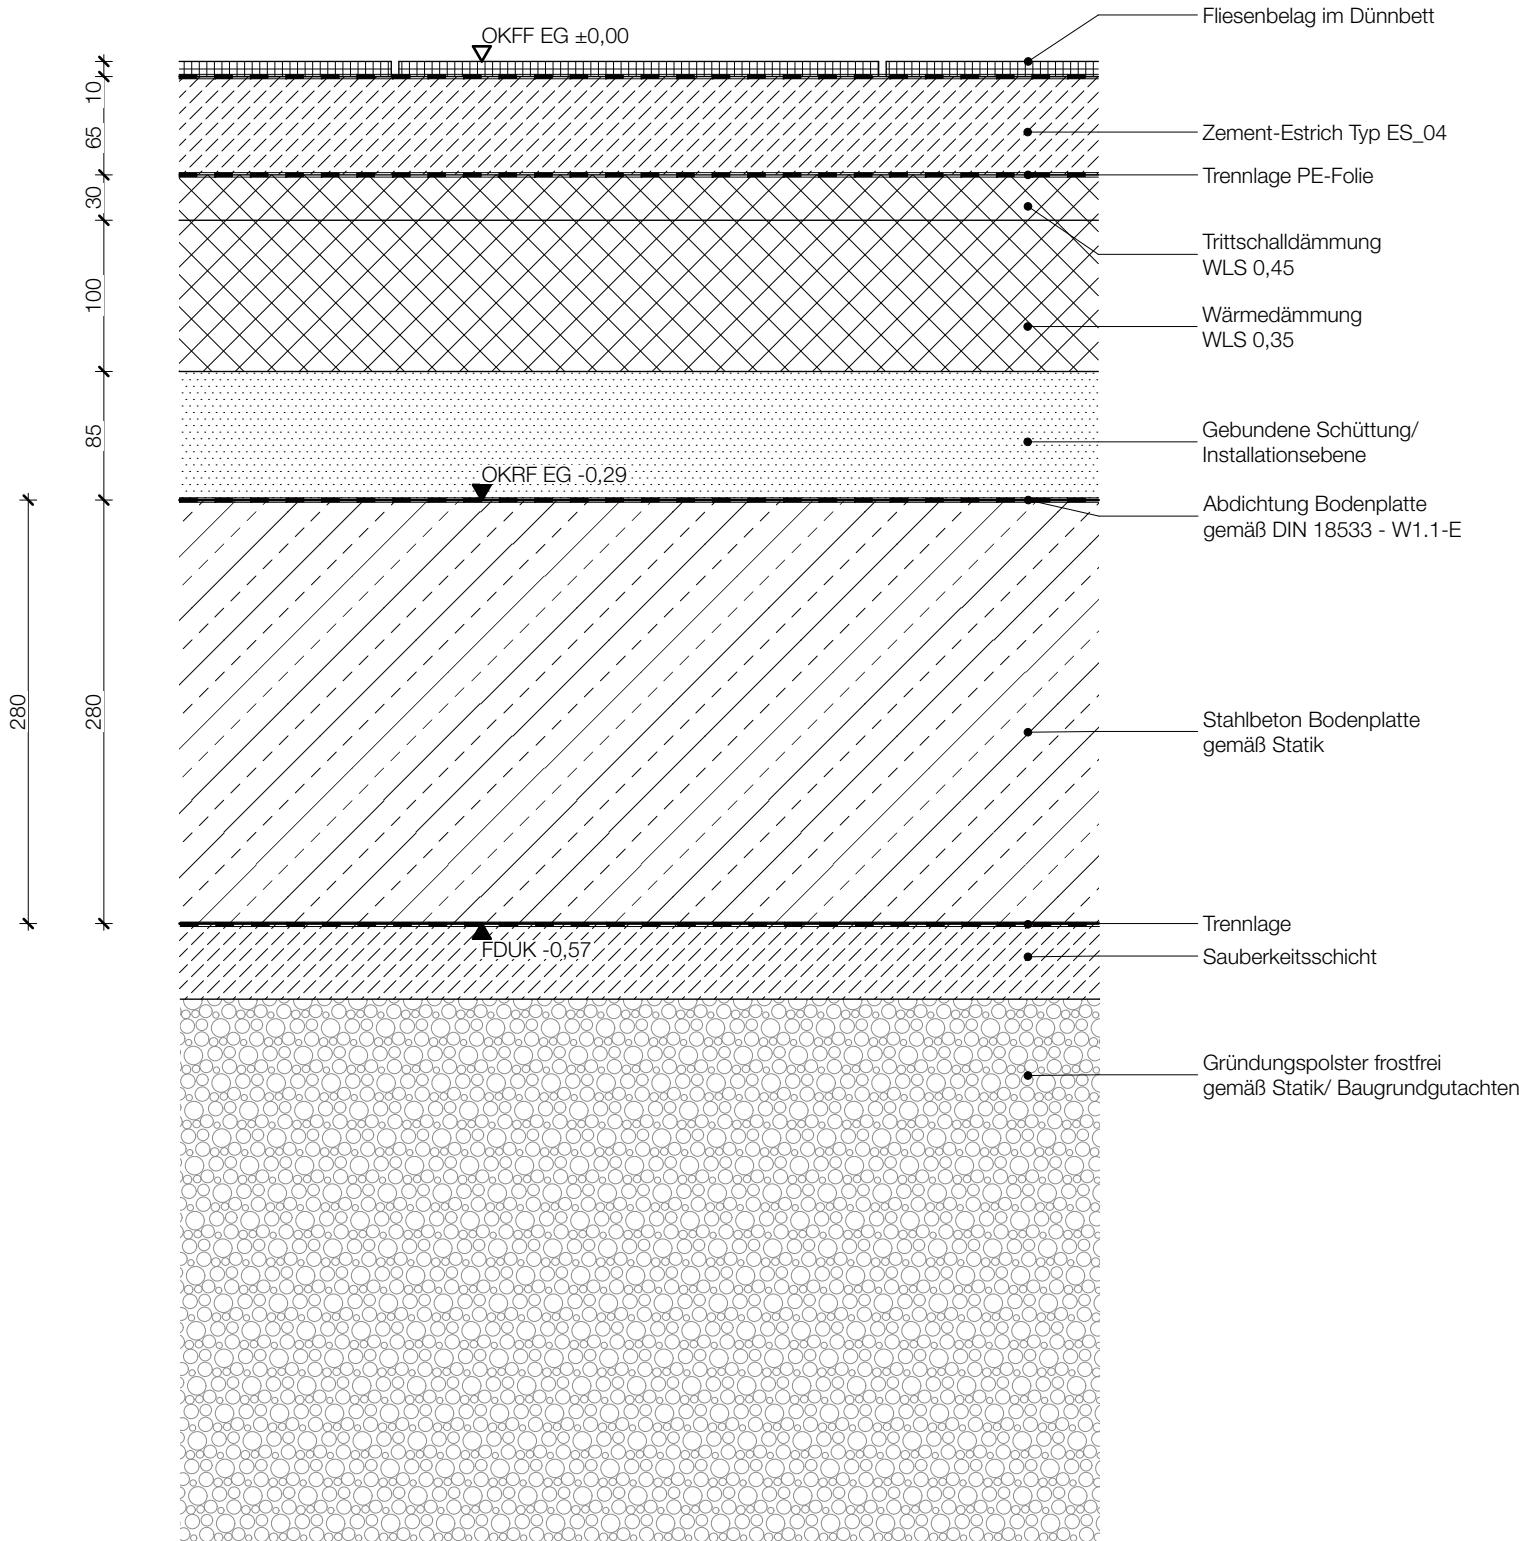 Fliesenbelag im Dünnbett
OKFF EG ±0,00
10
65
Zement-Estrich Typ ES_04
Trennlage PE-Folie
30
Trittschalldämmung
WLS 0,45
100
Wärmedämmung
WLS 0,35
85
Gebundene Schüttung/
Installationsebene
OKRF EG -0,29
Abdichtung Bodenplatte
gemäß DIN 18533 - W1.1-E
280
280
Stahlbeton Bodenplatte
gemäß Statik
Trennlage
FDUK -0,57
Sauberkeitsschicht
Gründungspolster frostfrei
gemäß Statik/ Baugrundgutachten